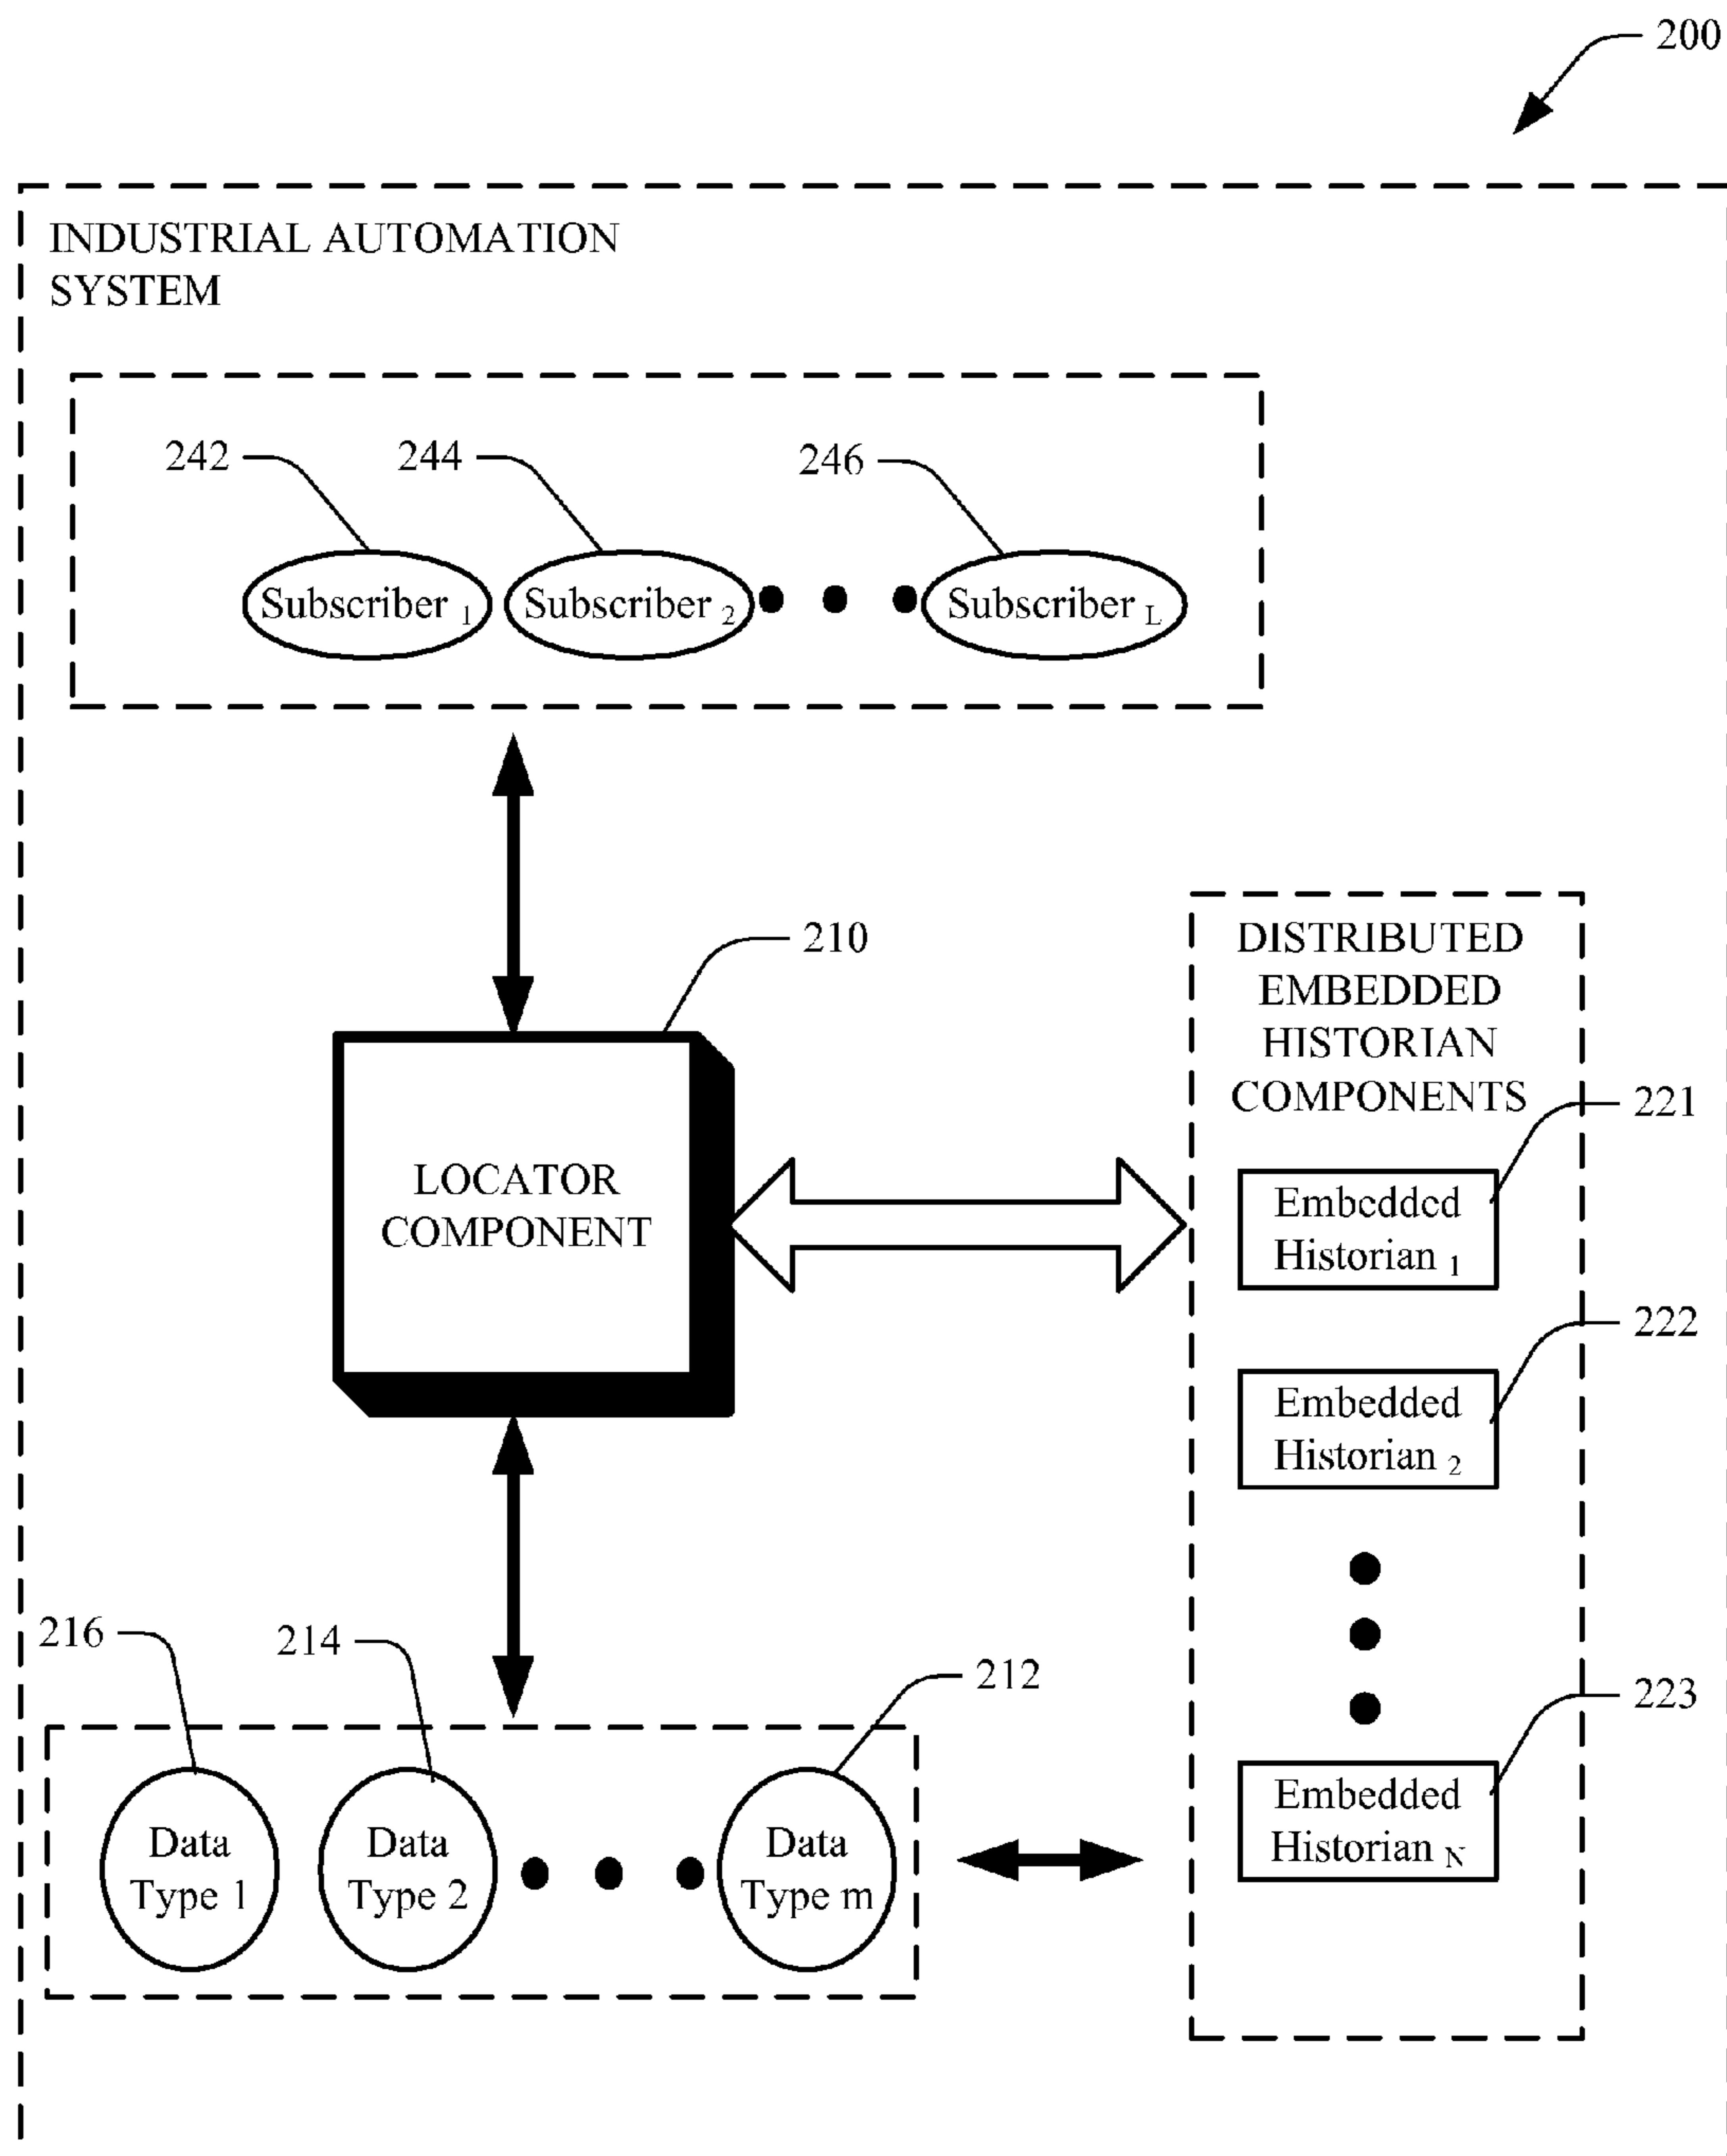 200
INDUSTRIAL AUTOMATION
SYSTEM
242
244
246
Subscriber 1
Subscriber 2
Subscriber L
210
DISTRIBUTED
EMBEDDED
HISTORIAN
COMPONENTS
221
LOCATOR
COMPONENT
Embedded
Historian 1
222
Embedded
Historian 2
216
214
212
223
Data
Type 1
Data
Type 2
Data
Type m
Embedded
Historian N